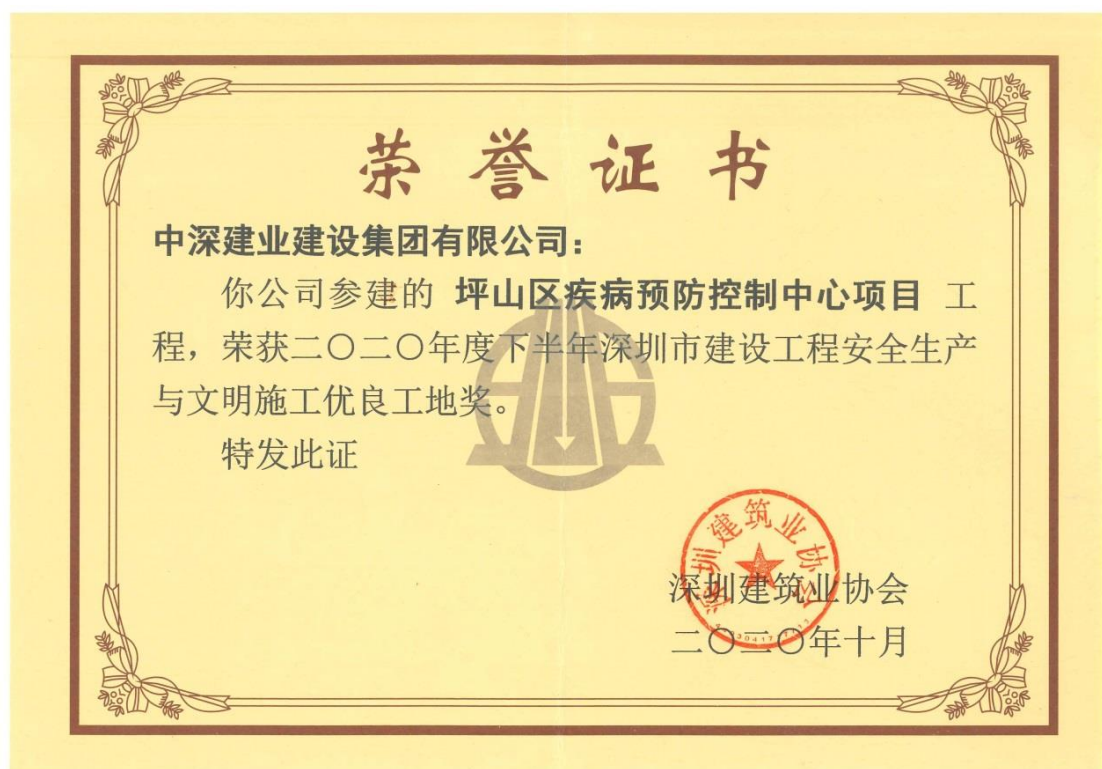 荣誉证书
中深建业建设集团有限公司：
你公司参建的 坪山区疾病预防控制中心项目 工
程，荣获二〇二〇年度下半年深圳市建设工程安全生产
与文明施工优良工地奖。
特发此证
深圳建筑业协会
深圳建筑业协会
二〇二〇年十月